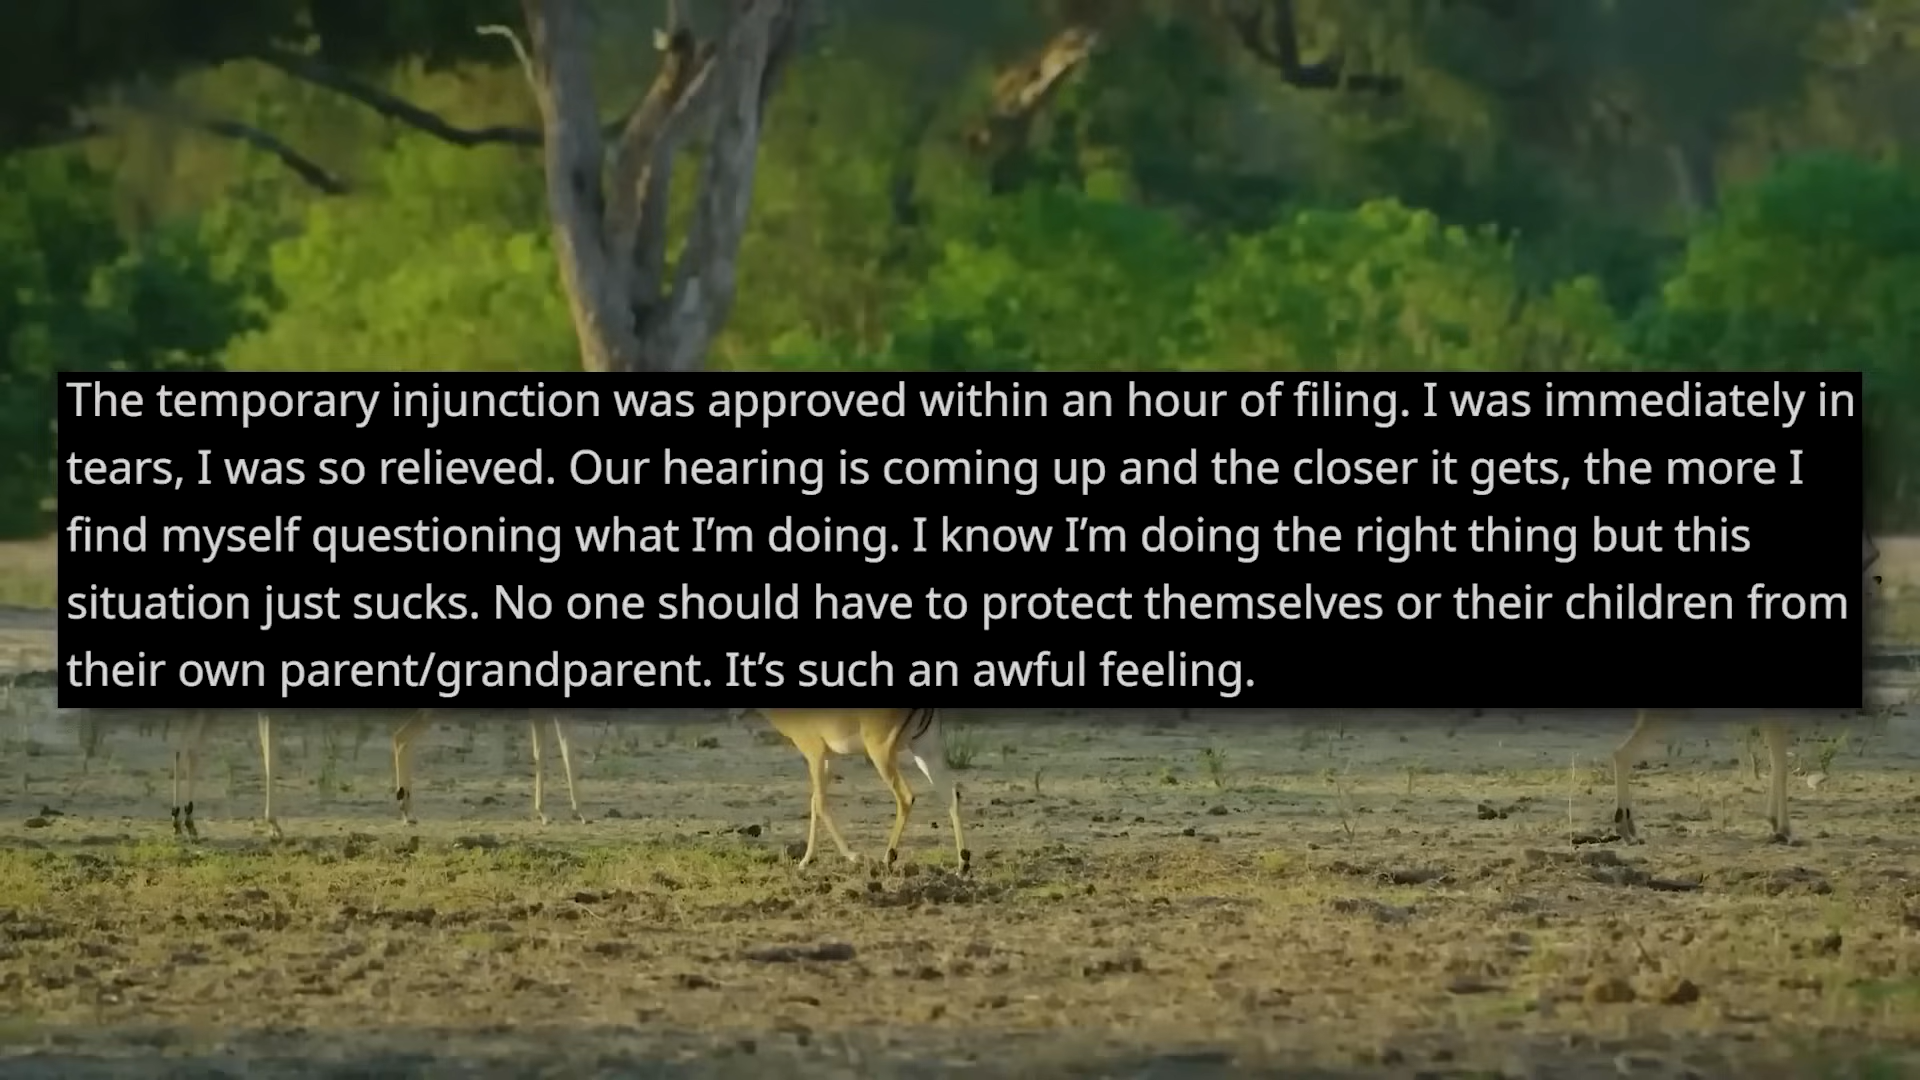 The temporary injunction was approved within an hour of filing. I was immediately in
tears, I was so relieved. Our hearing is coming up and the closer it gets, the more I
find myself questioning what I’m doing. I know I’m doing the right thing but this
situation just sucks. No one should have to protect themselves or their children from
their own parent/grandparent. It’s such an awful feeling.